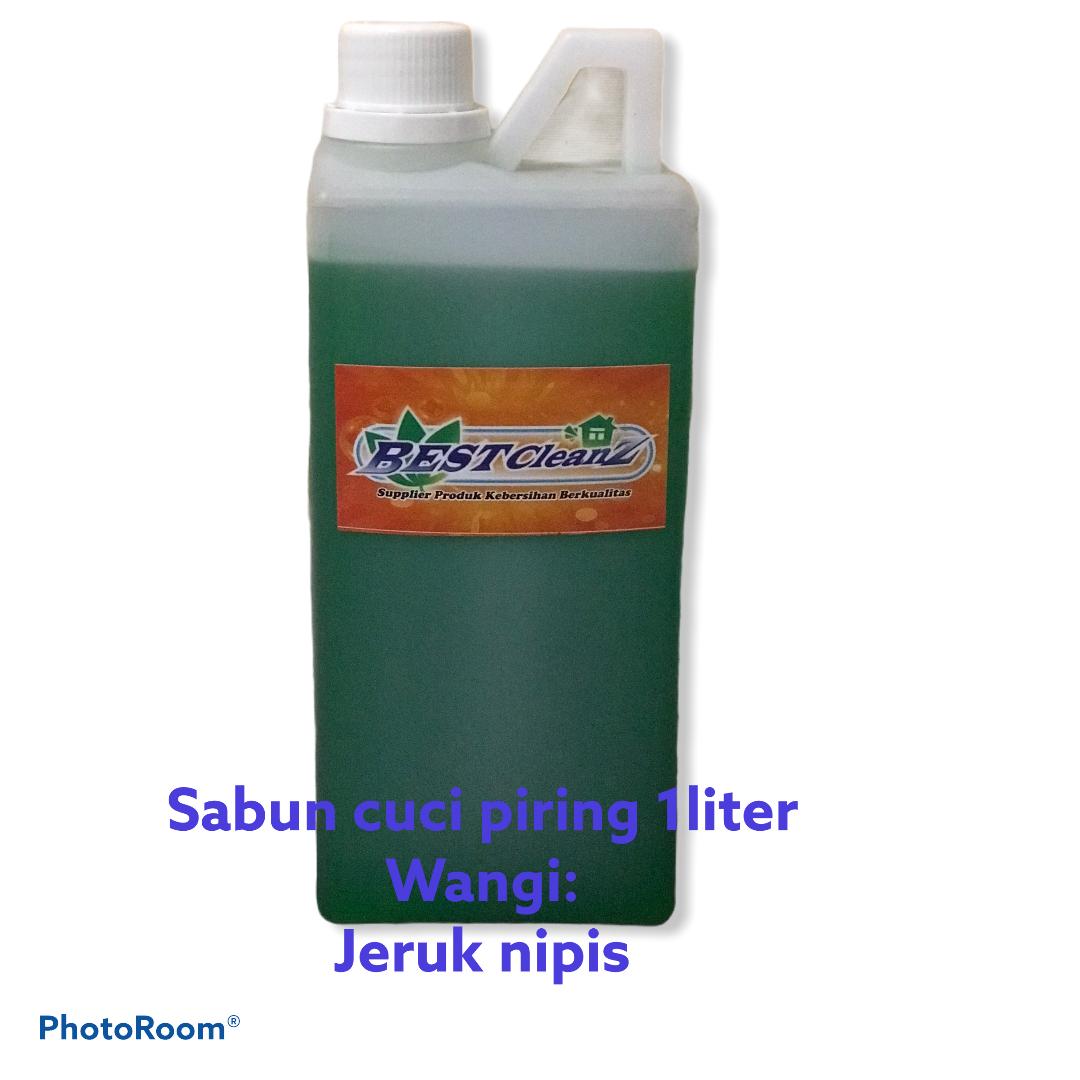 BESTCleanZ
Supplier Produk Kebersihan Berkualitas
Sabun cuci piring 1liter
Wangi:
Jeruk nipis
PhotoRoom®